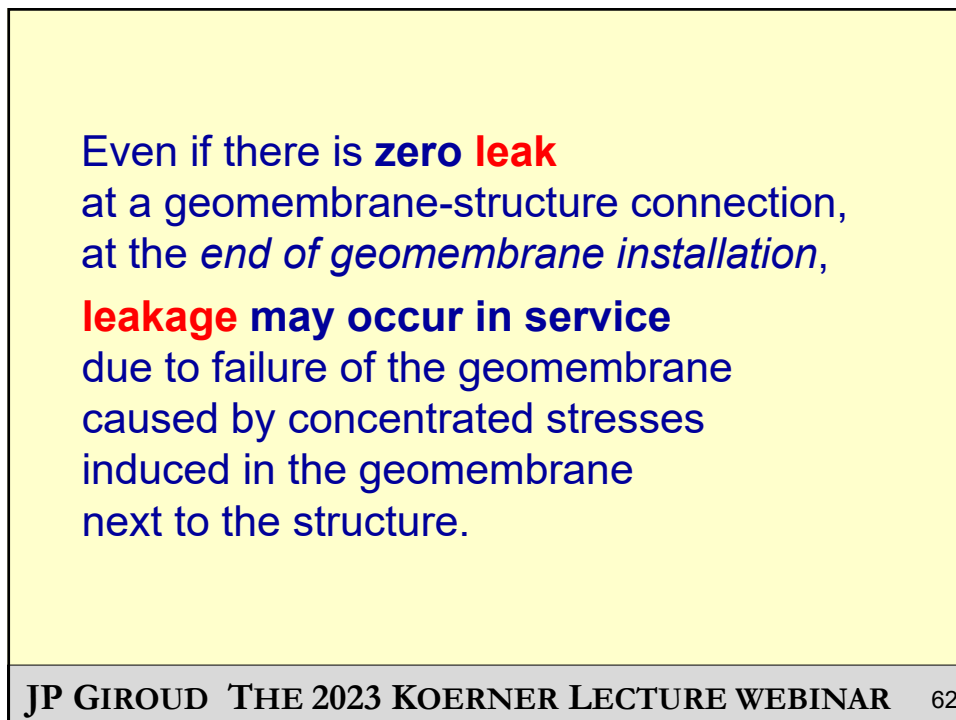 Even if there is zero leak
at a geomembrane-structure connection,
at the end of geomembrane installation,
leakage may occur in service
due to failure of the geomembrane
caused by concentrated stresses
induced in the geomembrane
next to the structure.
JP GIROUD THE 2023 KOERNER LECTURE WEBINAR 62